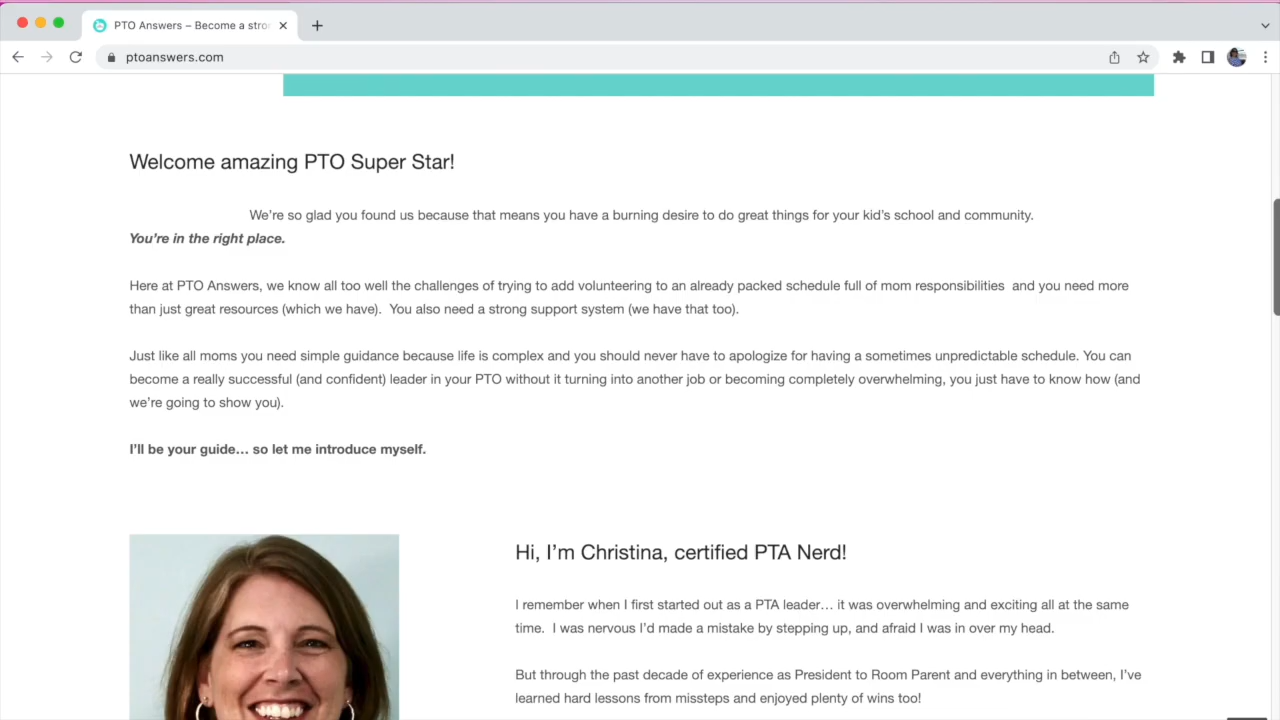 PTO Answers – Become a stro
ptoanswers.com
Welcome amazing PTO Super Star!
We’re so glad you found us because that means you have a burning desire to do great things for your kid’s school and community.
You’re in the right place.
Here at PTO Answers, we know all too well the challenges of trying to add volunteering to an already packed schedule full of mom responsibilities  and you need more
than just great resources (which we have).  You also need a strong support system (we have that too).
Just like all moms you need simple guidance because life is complex and you should never have to apologize for having a sometimes unpredictable schedule. You can
become a really successful (and confident) leader in your PTO without it turning into another job or becoming completely overwhelming, you just have to know how (and
we’re going to show you).
I’ll be your guide… so let me introduce myself.
Hi, I’m Christina, certified PTA Nerd!
I remember when I first started out as a PTA leader… it was overwhelming and exciting all at the same
time.  I was nervous I’d made a mistake by stepping up, and afraid I was in over my head.
But through the past decade of experience as President to Room Parent and everything in between, I’ve
learned hard lessons from missteps and enjoyed plenty of wins too!